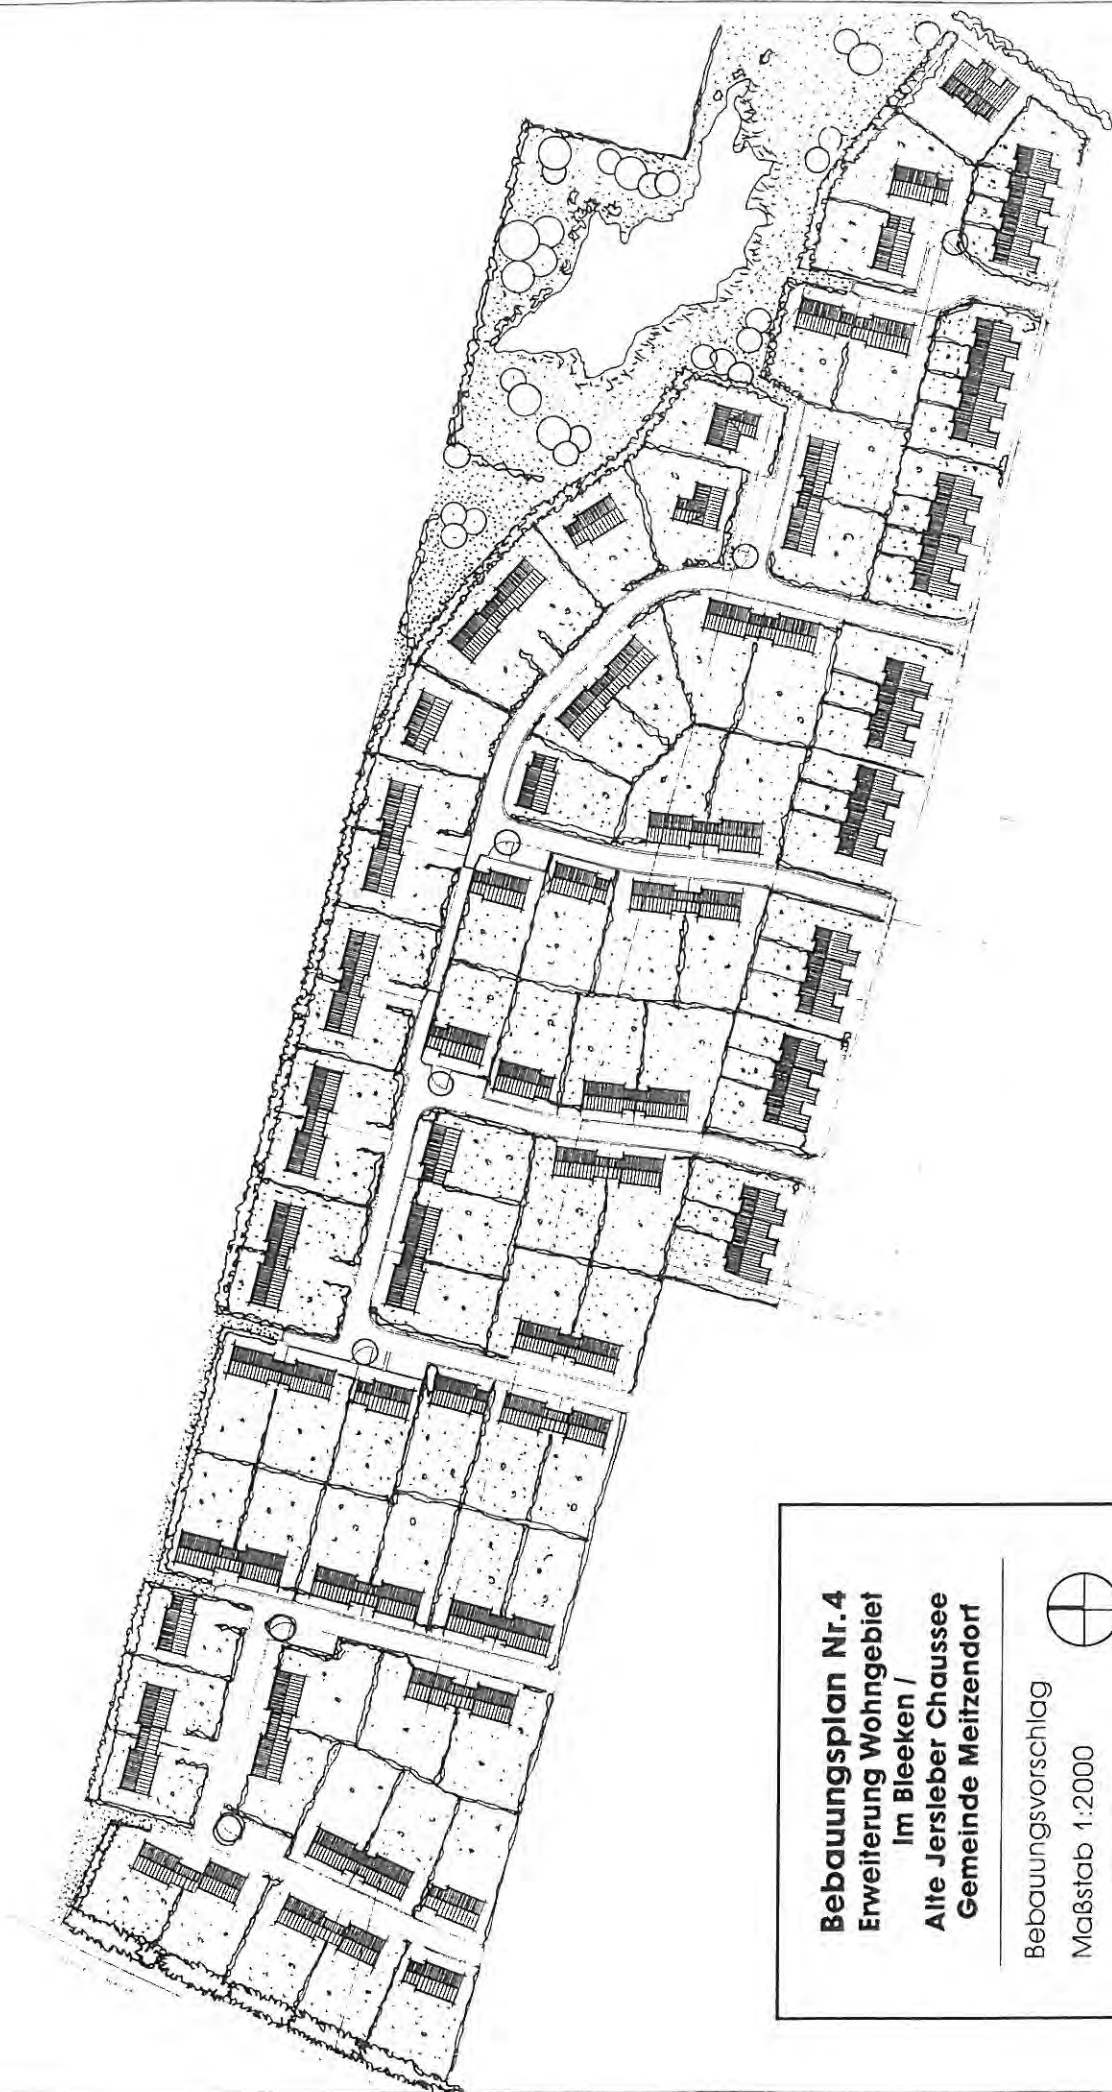 Bebauungsplan Nr.4
Erweiterung Wohngebiet
Im Bleeken /
Alte Jersleber Chaussee
Gemeinde Meitzendorf
Bebauungsvorschlag
Maßstab 1:2000